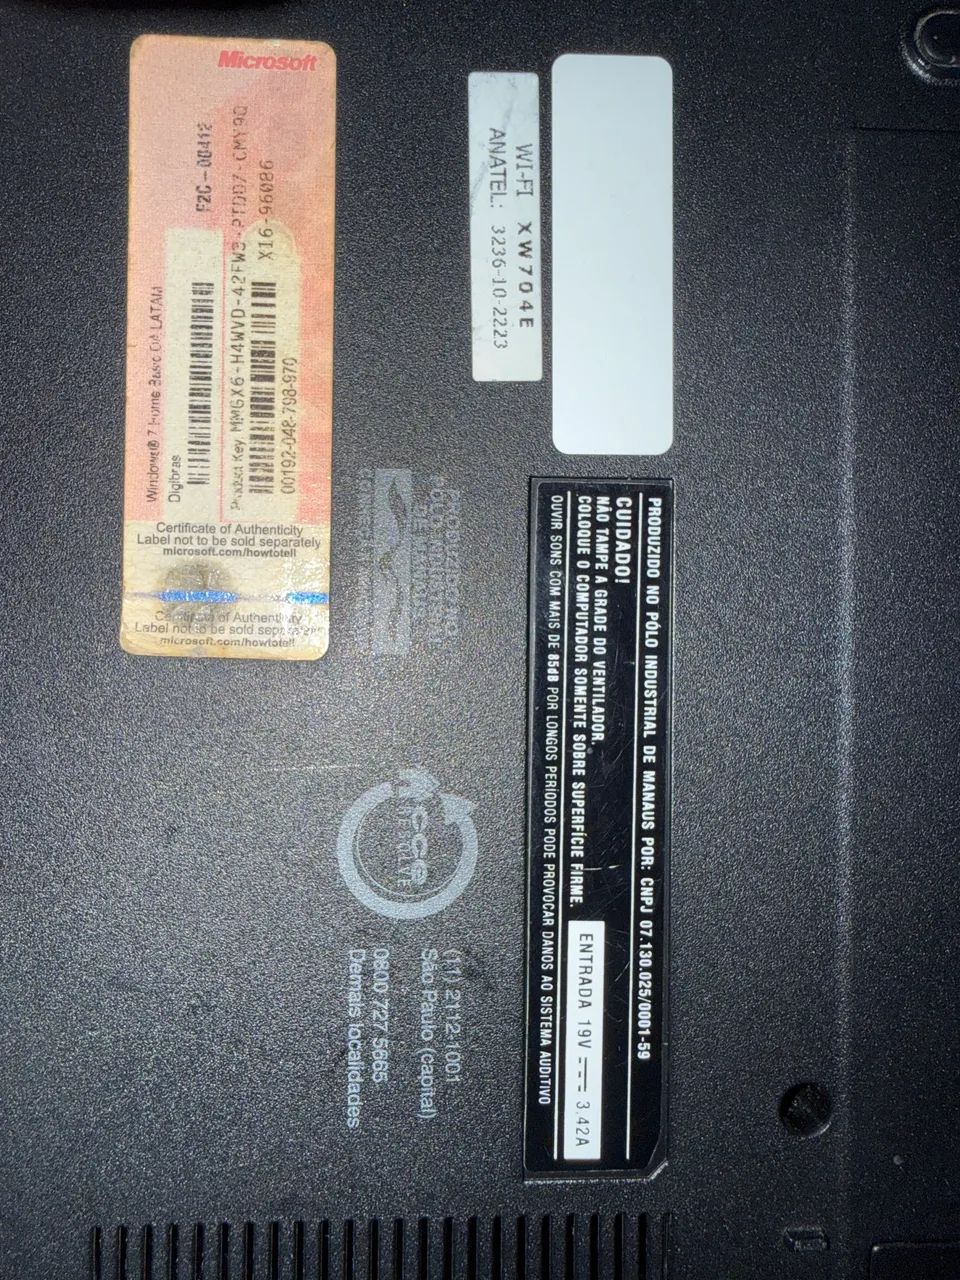 Microsoft
F2C-00412
Windows® 7 Home Basic OA LATAM
Digibras
X16-96086
00192-042-798-970
Certificate of Authenticity
Label not to be sold separately
microsoft.com/howtotell
Certificate of Authenticity
Label not to be sold separately
microsoft.com/howtotell
WI-FI XW704E
ANATEL: 3236-10-2223
PRODUZIDO NO PÓLO INDUSTRIAL DE MANAUS POR: CNPJ 07.130.025/0001-59
CUIDADO!
NÃO TAMPE A GRADE DO VENTILADOR.
COLOQUE O COMPUTADOR SOMENTE SOBRE SUPERFÍCIE FIRME.
ENTRADA 19V 3.42A
OUVIR SONS COM MAIS DE 85dB POR LONGOS PERÍODOS PODE PROVOCAR DANOS AO SISTEMA AUDITIVO
cce
(11) 2112-1001
São Paulo (capital)
0800 727 5665
Demais localidades